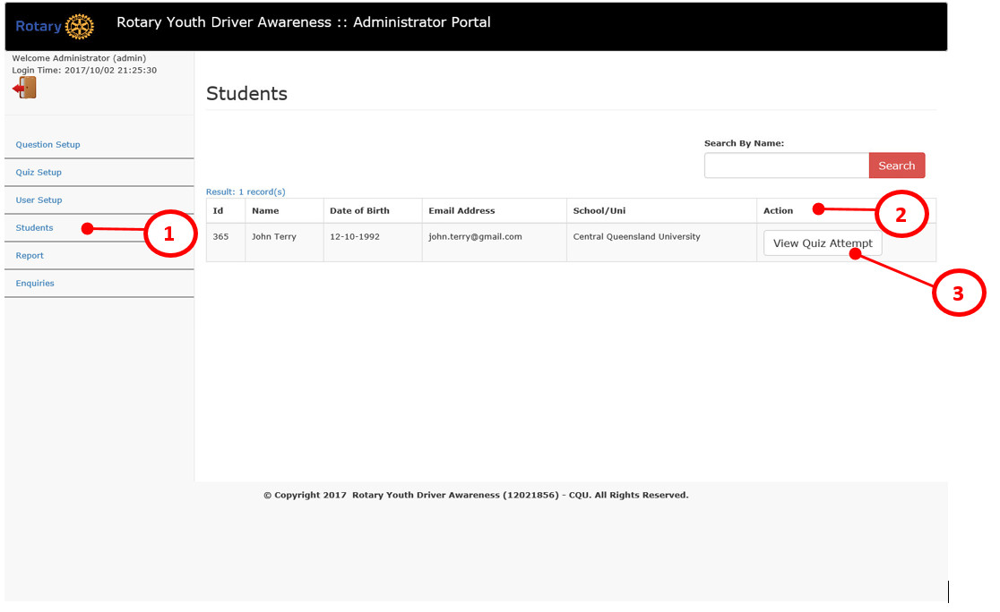 Rotary
Rotary Youth Driver Awareness :: Administrator Portal
Welcome Administrator (admin)
Login Time: 2017/10/02 21:25:30
Students
Question Setup
Quiz Setup
User Setup
Students
Report
Enquiries
1
Search By Name:
Search
Result: 1 record(s)
Id Name Date of Birth Email Address School/Uni Action
2
365 John Terry 12-10-1992 john.terry@gmail.com Central Queensland University View Quiz Attempt
3
© Copyright 2017 Rotary Youth Driver Awareness (12021856) - CQU. All Rights Reserved.